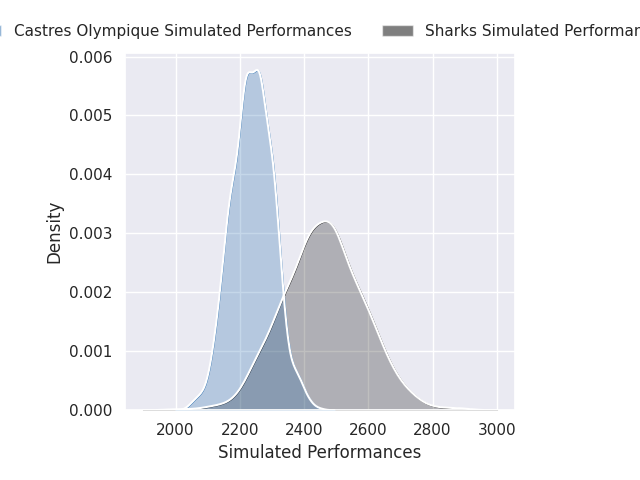 Castres Olympique Simulated Performances
Sharks Simulated
0.006
0.005
0.004
0.003
0.002
0.001
0.000
Density
2000 2200 2400 2600 2800 3000
Simulated Performances